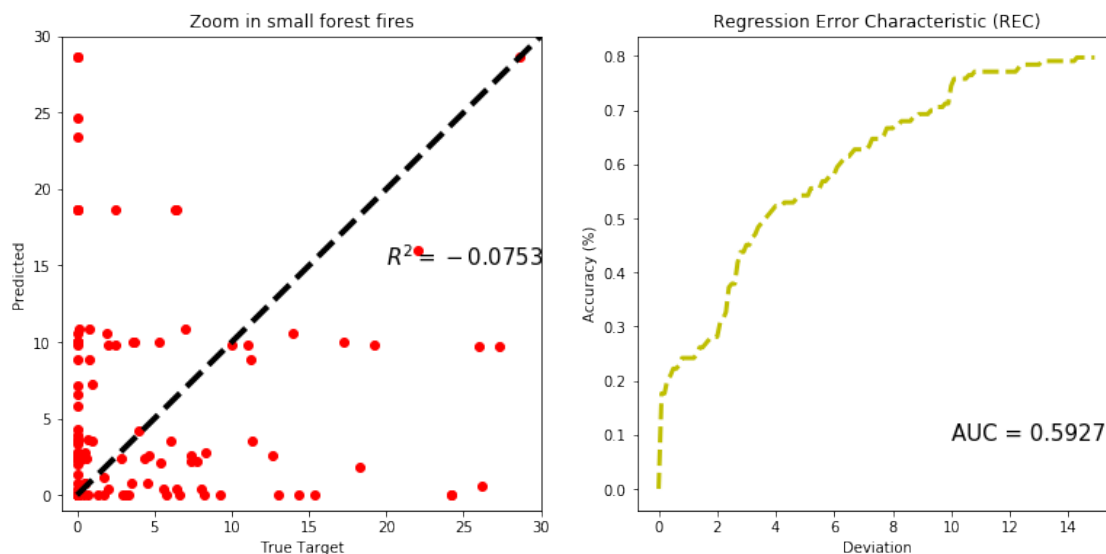 Zoom in small forest fires
30
25
20
15
10
5
0
Predicted
R² = −0.0753
0 5 10 15 20 25 30
True Target
Regression Error Characteristic (REC)
0.8
0.7
0.6
0.5
0.4
0.3
0.2
0.1
0.0
Accuracy (%)
AUC = 0.5927
0 2 4 6 8 10 12 14
Deviation